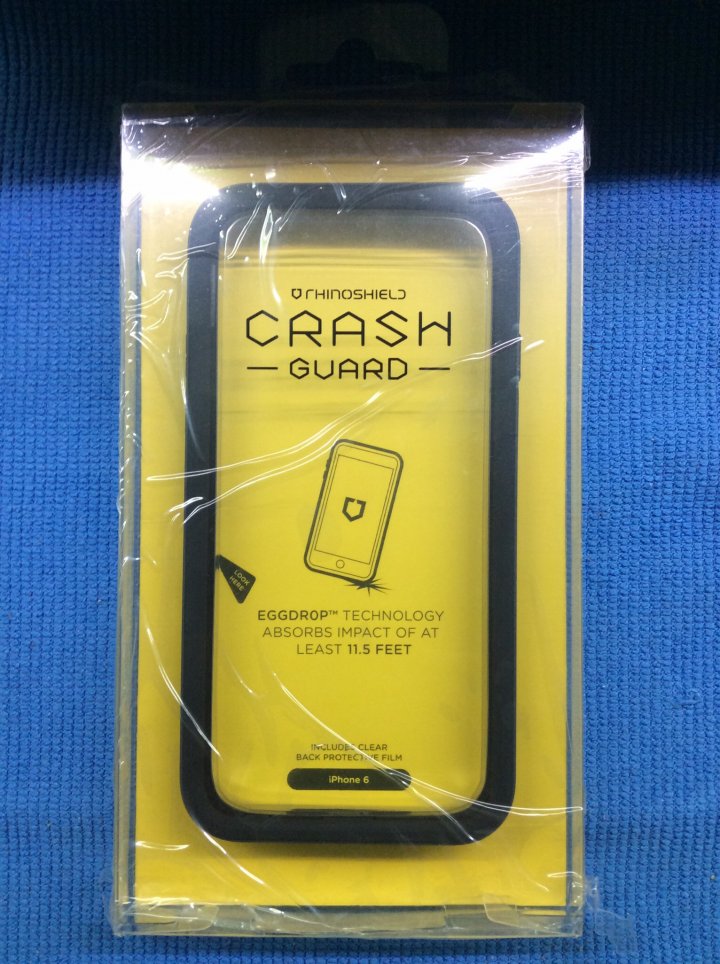 RHINOSHIELD
CRASH
GUARD
LOOK
HERE
EGGDROP™ TECHNOLOGY
ABSORBS IMPACT OF AT
LEAST 11.5 FEET
INCLUDES CLEAR
BACK PROTECTIVE FILM
iPhone 6